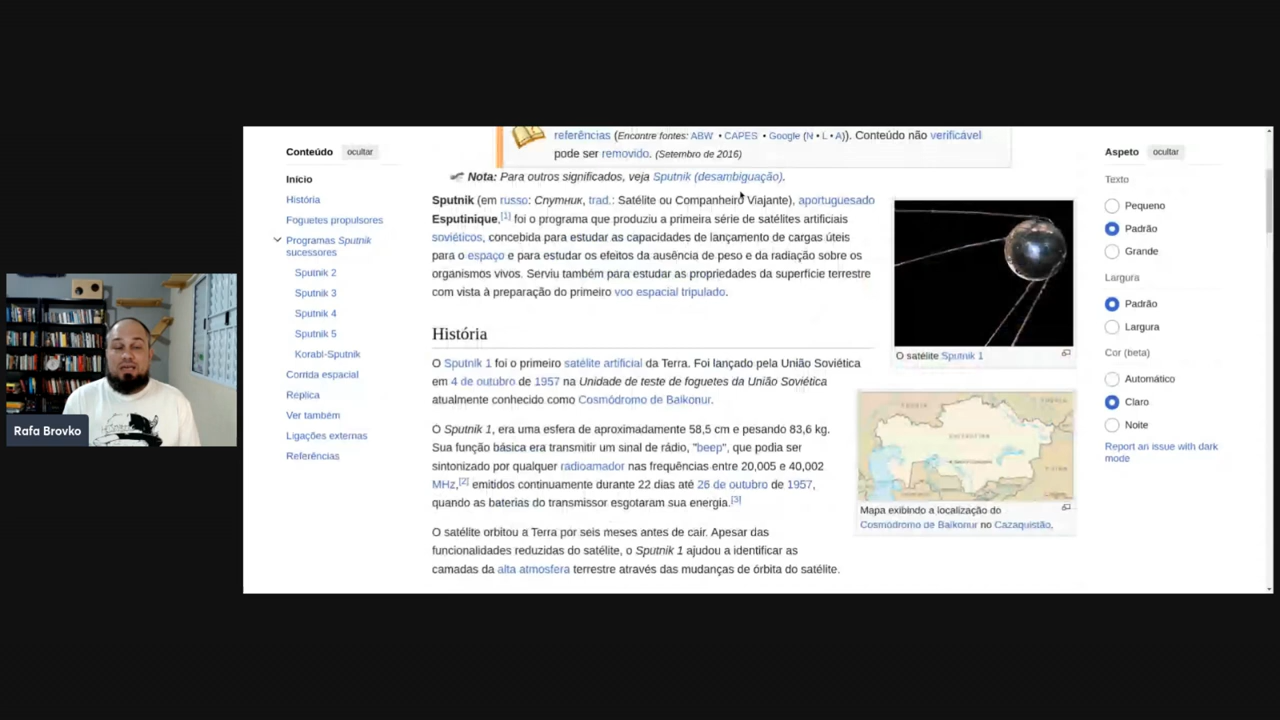 referências (Encontre fontes: ABW • CAPES • Google (N • L • A)). Conteúdo não verificável
pode ser removido. (Setembro de 2016)
Conteúdo ocultar
Início
História
Foguetes propulsores
Programas Sputnik
sucessores
Sputnik 2
Sputnik 3
Sputnik 4
Sputnik 5
Korabl-Sputnik
Corrida espacial
Réplica
Ver também
Ligações externas
Referências
Nota: Para outros significados, veja Sputnik (desambiguação).
Sputnik (em russo: Спутник, trad.: Satélite ou Companheiro Viajante), aportuguesado
Esputinique,[1] foi o programa que produziu a primeira série de satélites artificiais
soviéticos, concebida para estudar as capacidades de lançamento de cargas úteis
para o espaço e para estudar os efeitos da ausência de peso e da radiação sobre os
organismos vivos. Serviu também para estudar as propriedades da superfície terrestre
com vista à preparação do primeiro voo espacial tripulado.
História
O Sputnik 1 foi o primeiro satélite artificial da Terra. Foi lançado pela União Soviética
em 4 de outubro de 1957 na Unidade de teste de foguetes da União Soviética
atualmente conhecido como Cosmódromo de Baikonur.
O Sputnik 1, era uma esfera de aproximadamente 58,5 cm e pesando 83,6 kg.
Sua função básica era transmitir um sinal de rádio, "beep", que podia ser
sintonizado por qualquer radioamador nas frequências entre 20,005 e 40,002
MHz,[2] emitidos continuamente durante 22 dias até 26 de outubro de 1957,
quando as baterias do transmissor esgotaram sua energia.[3]
O satélite orbitou a Terra por seis meses antes de cair. Apesar das
funcionalidades reduzidas do satélite, o Sputnik 1 ajudou a identificar as
camadas da alta atmosfera terrestre através das mudanças de órbita do satélite.
O satélite Sputnik 1
Mapa exibindo a localização do
Cosmódromo de Baikonur no Cazaquistão.
Aspeto ocultar
Texto
Pequeno
Padrão
Grande
Largura
Padrão
Largura
Cor (beta)
Automático
Claro
Noite
Report an issue with dark
mode
Rafa Brovko